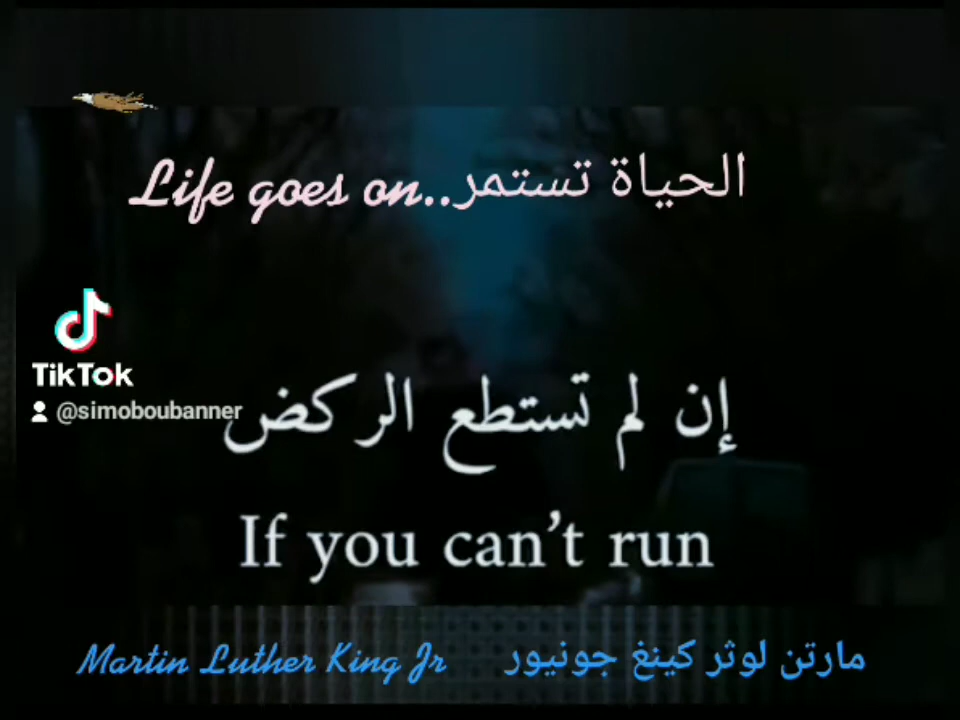 Life goes on..الحياة تستمر
TikTok
@simoboubanner
إن لم تستطع الركض
If you can't run
Martin Luther King Jr مارتن لوثر كينغ جونيور